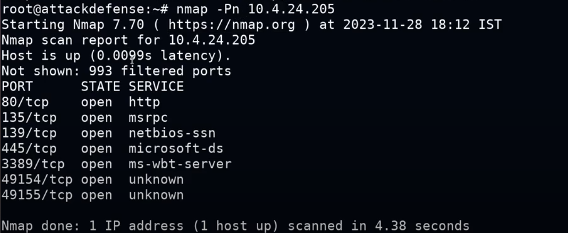 root@attackdefense:~# nmap -Pn 10.4.24.205
Starting Nmap 7.70 ( https://nmap.org ) at 2023-11-28 18:12 IST
Nmap scan report for 10.4.24.205
Host is up (0.0099s latency).
Not shown: 993 filtered ports
PORT STATE SERVICE
80/tcp open http
135/tcp open msrpc
139/tcp open netbios-ssn
445/tcp open microsoft-ds
3389/tcp open ms-wbt-server
49154/tcp open unknown
49155/tcp open unknown
Nmap done: 1 IP address (1 host up) scanned in 4.38 seconds